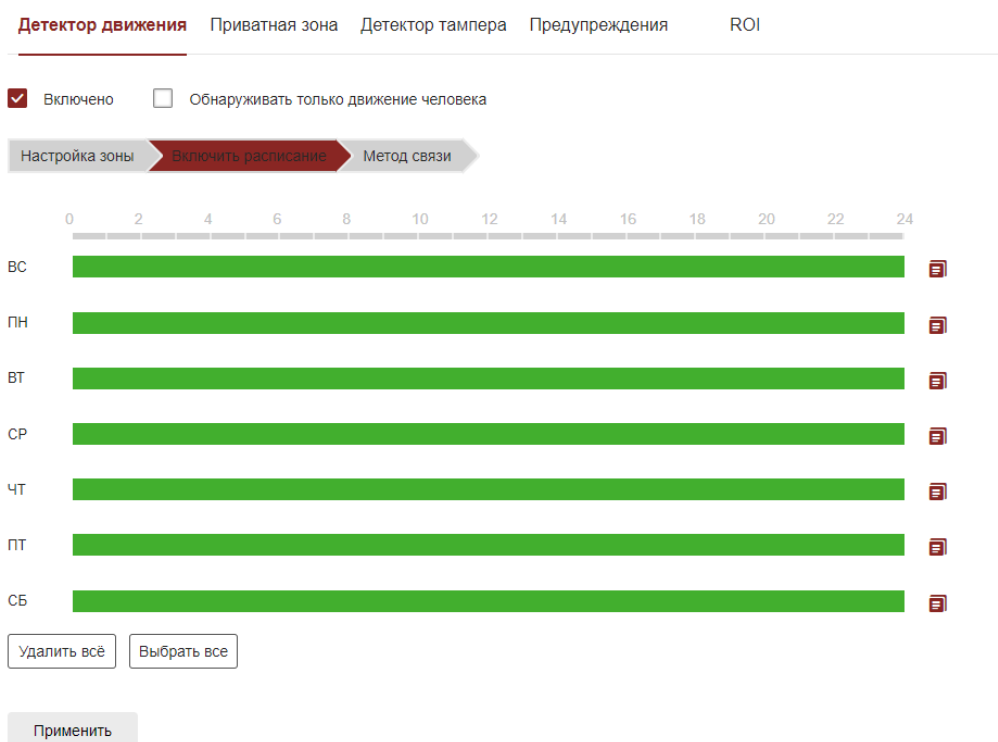 Детектор движения Приватная зона Детектор тампера Предупреждения ROI
Включено Обнаруживать только движение человека
Настройка зоны Включить расписание Метод связи
0 2 4 6 8 10 12 14 16 18 20 22 24
ВС
ПН
ВТ
СР
ЧТ
ПТ
СБ
Удалить всё Выбрать все
Применить